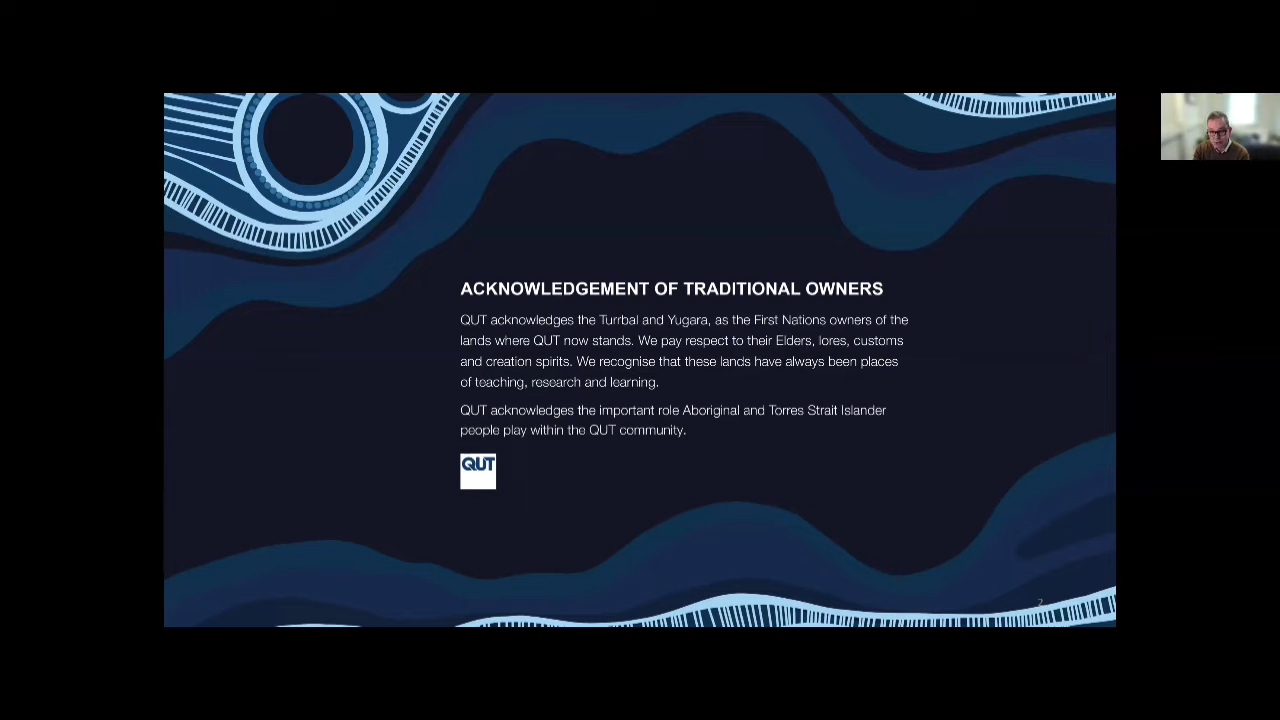 ACKNOWLEDGEMENT OF TRADITIONAL OWNERS
QUT acknowledges the Turrbal and Yugara, as the First Nations owners of the
lands where QUT now stands. We pay respect to their Elders, lores, customs
and creation spirits. We recognise that these lands have always been places
of teaching, research and learning.
QUT acknowledges the important role Aboriginal and Torres Strait Islander
people play within the QUT community.
QUT
2